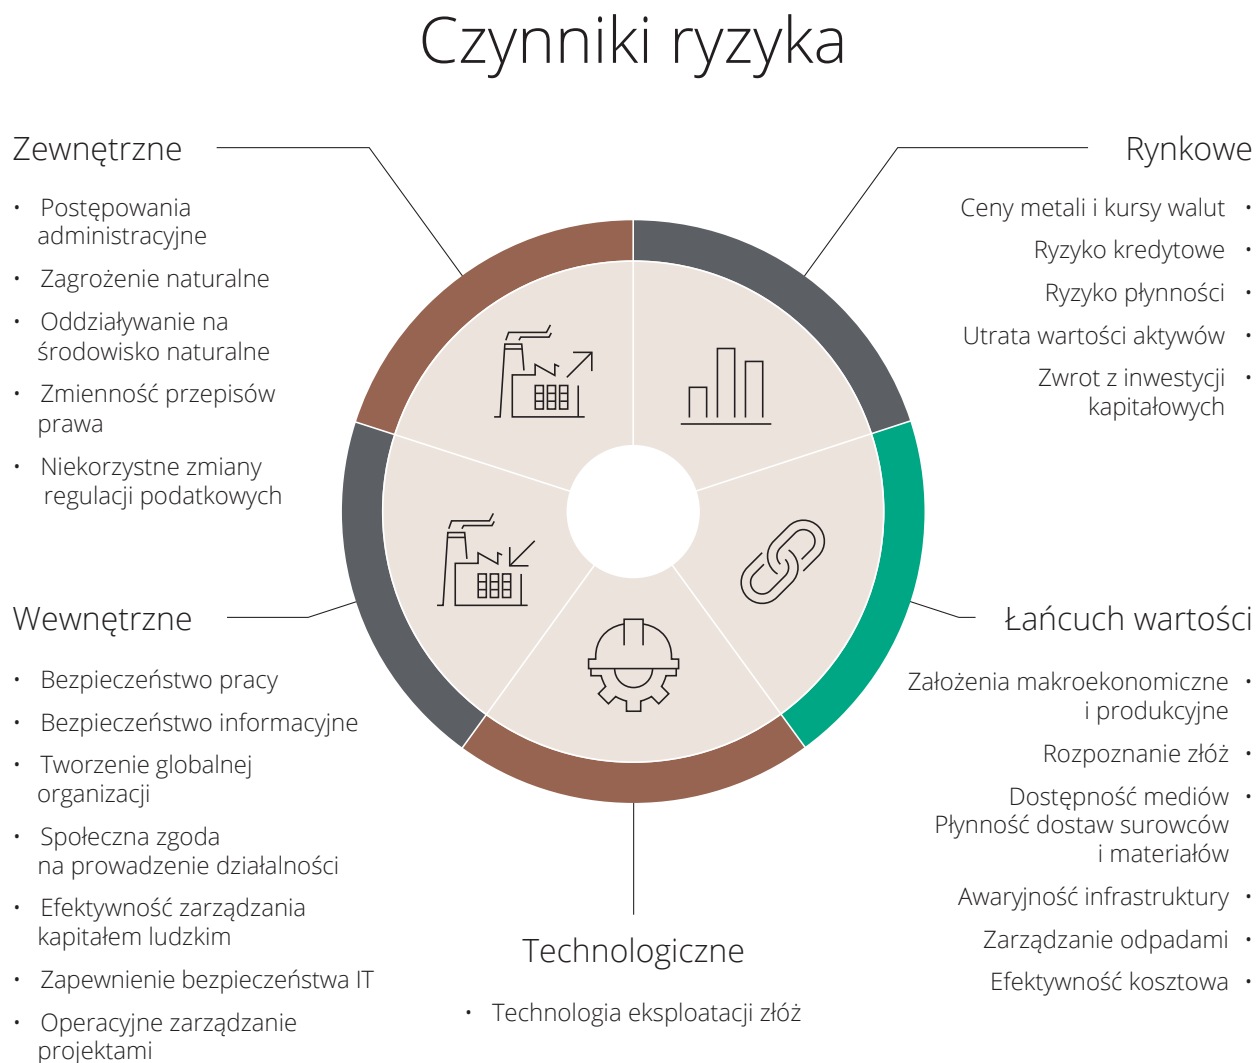 Czynniki ryzyka
Zewnętrzne
• Postępowania
administracyjne
• Zagrożenie naturalne
• Oddziaływanie na
środowisko naturalne
• Zmienność przepisów
prawa
• Niekorzystne zmiany
regulacji podatkowych
Rynkowe
Ceny metali i kursy walut •
Ryzyko kredytowe •
Ryzyko płynności •
Utrata wartości aktywów •
Zwrot z inwestycji •
kapitałowych
Wewnętrzne
• Bezpieczeństwo pracy
• Bezpieczeństwo informacyjne
• Tworzenie globalnej
organizacji
• Społeczna zgoda
na prowadzenie działalności
• Efektywność zarządzania
kapitałem ludzkim
• Zapewnienie bezpieczeństwa IT
• Operacyjne zarządzanie
projektami
Łańcuch wartości
Założenia makroekonomiczne •
i produkcyjne
Rozpoznanie złóż •
Dostępność mediów •
Płynność dostaw surowców
i materiałów
Awaryjność infrastruktury •
Zarządzanie odpadami •
Efektywność kosztowa •
Technologiczne
• Technologia eksploatacji złóż